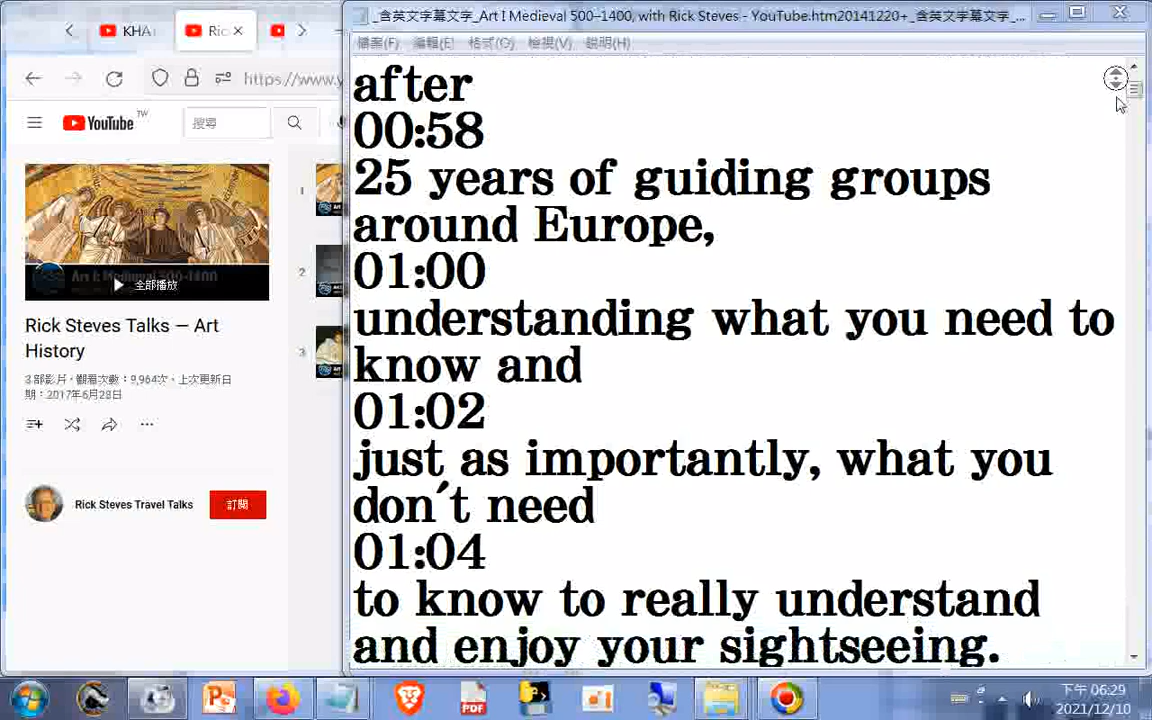 _含英文字幕文字_Art I Medieval 500–1400, with Rick Steves - YouTube.htm20141220+_含英文字幕文字_...
KHA
Ric
https://www.y
檔案(F) 編輯(E) 格式(O) 檢視(V) 說明(H)
YouTube TW
搜尋
Art I: Medieval 500-1400
全部播放
Rick Steves Talks — Art
History
3 部影片・觀看次數：9,964次・上次更新日
期：2017年6月28日
Rick Steves Travel Talks
訂閱
1
2
3
after
00:58
25 years of guiding groups
around Europe,
01:00
understanding what you need to
know and
01:02
just as importantly, what you
don´t need
01:04
to know to really understand
and enjoy your sightseeing.
PDF
下午 06:29
2021/12/10